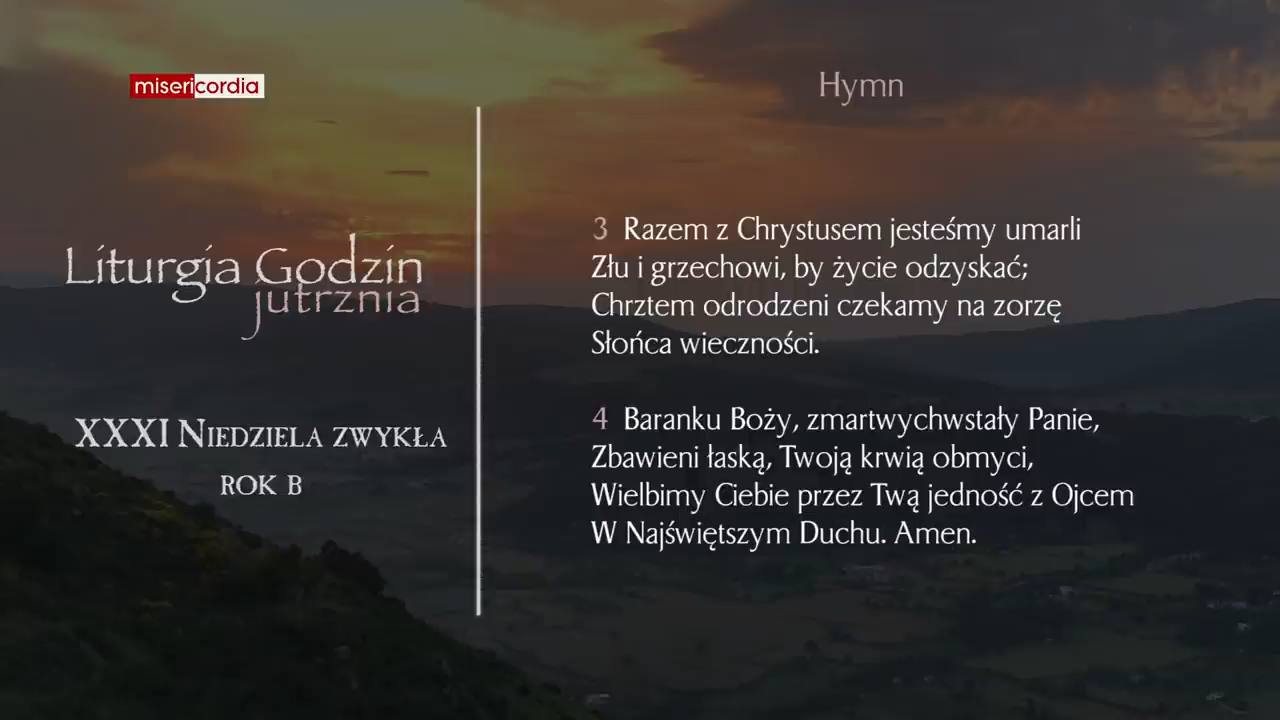 misericordia
Hymn
Liturgia Godzin
jutrznia
XXXI Niedziela zwykła
rok B
3 Razem z Chrystusem jesteśmy umarli
Złu i grzechowi, by życie odzyskać;
Chrztem odrodzeni czekamy na zorzę
Słońca wieczności.
4 Baranku Boży, zmartwychwstały Panie,
Zbawieni łaską, Twoją krwią obmyci,
Wielbimy Ciebie przez Twą jedność z Ojcem
W Najświętszym Duchu. Amen.